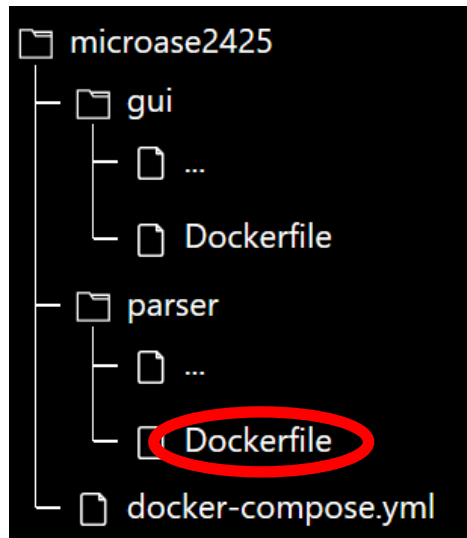 microase2425
gui
...
Dockerfile
parser
...
Dockerfile
docker-compose.yml